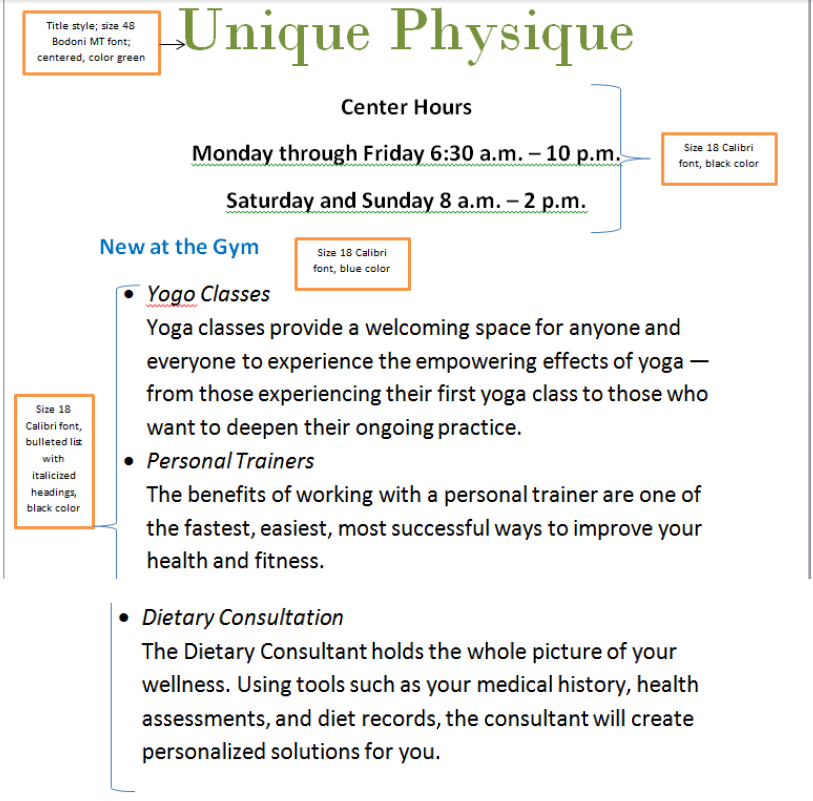 Title style; size 48
Bodoni MT font;
centered, color green
Unique Physique
Center Hours
Monday through Friday 6:30 a.m. – 10 p.m.
Size 18 Calibri
font, black color
Saturday and Sunday 8 a.m. – 2 p.m.
New at the Gym
Size 18 Calibri
font, blue color
• Yogo Classes
Yoga classes provide a welcoming space for anyone and
everyone to experience the empowering effects of yoga —
from those experiencing their first yoga class to those who
want to deepen their ongoing practice.
Size 18
Calibri font,
bulleted list
with
italicized
headings,
black color
• Personal Trainers
The benefits of working with a personal trainer are one of
the fastest, easiest, most successful ways to improve your
health and fitness.
• Dietary Consultation
The Dietary Consultant holds the whole picture of your
wellness. Using tools such as your medical history, health
assessments, and diet records, the consultant will create
personalized solutions for you.